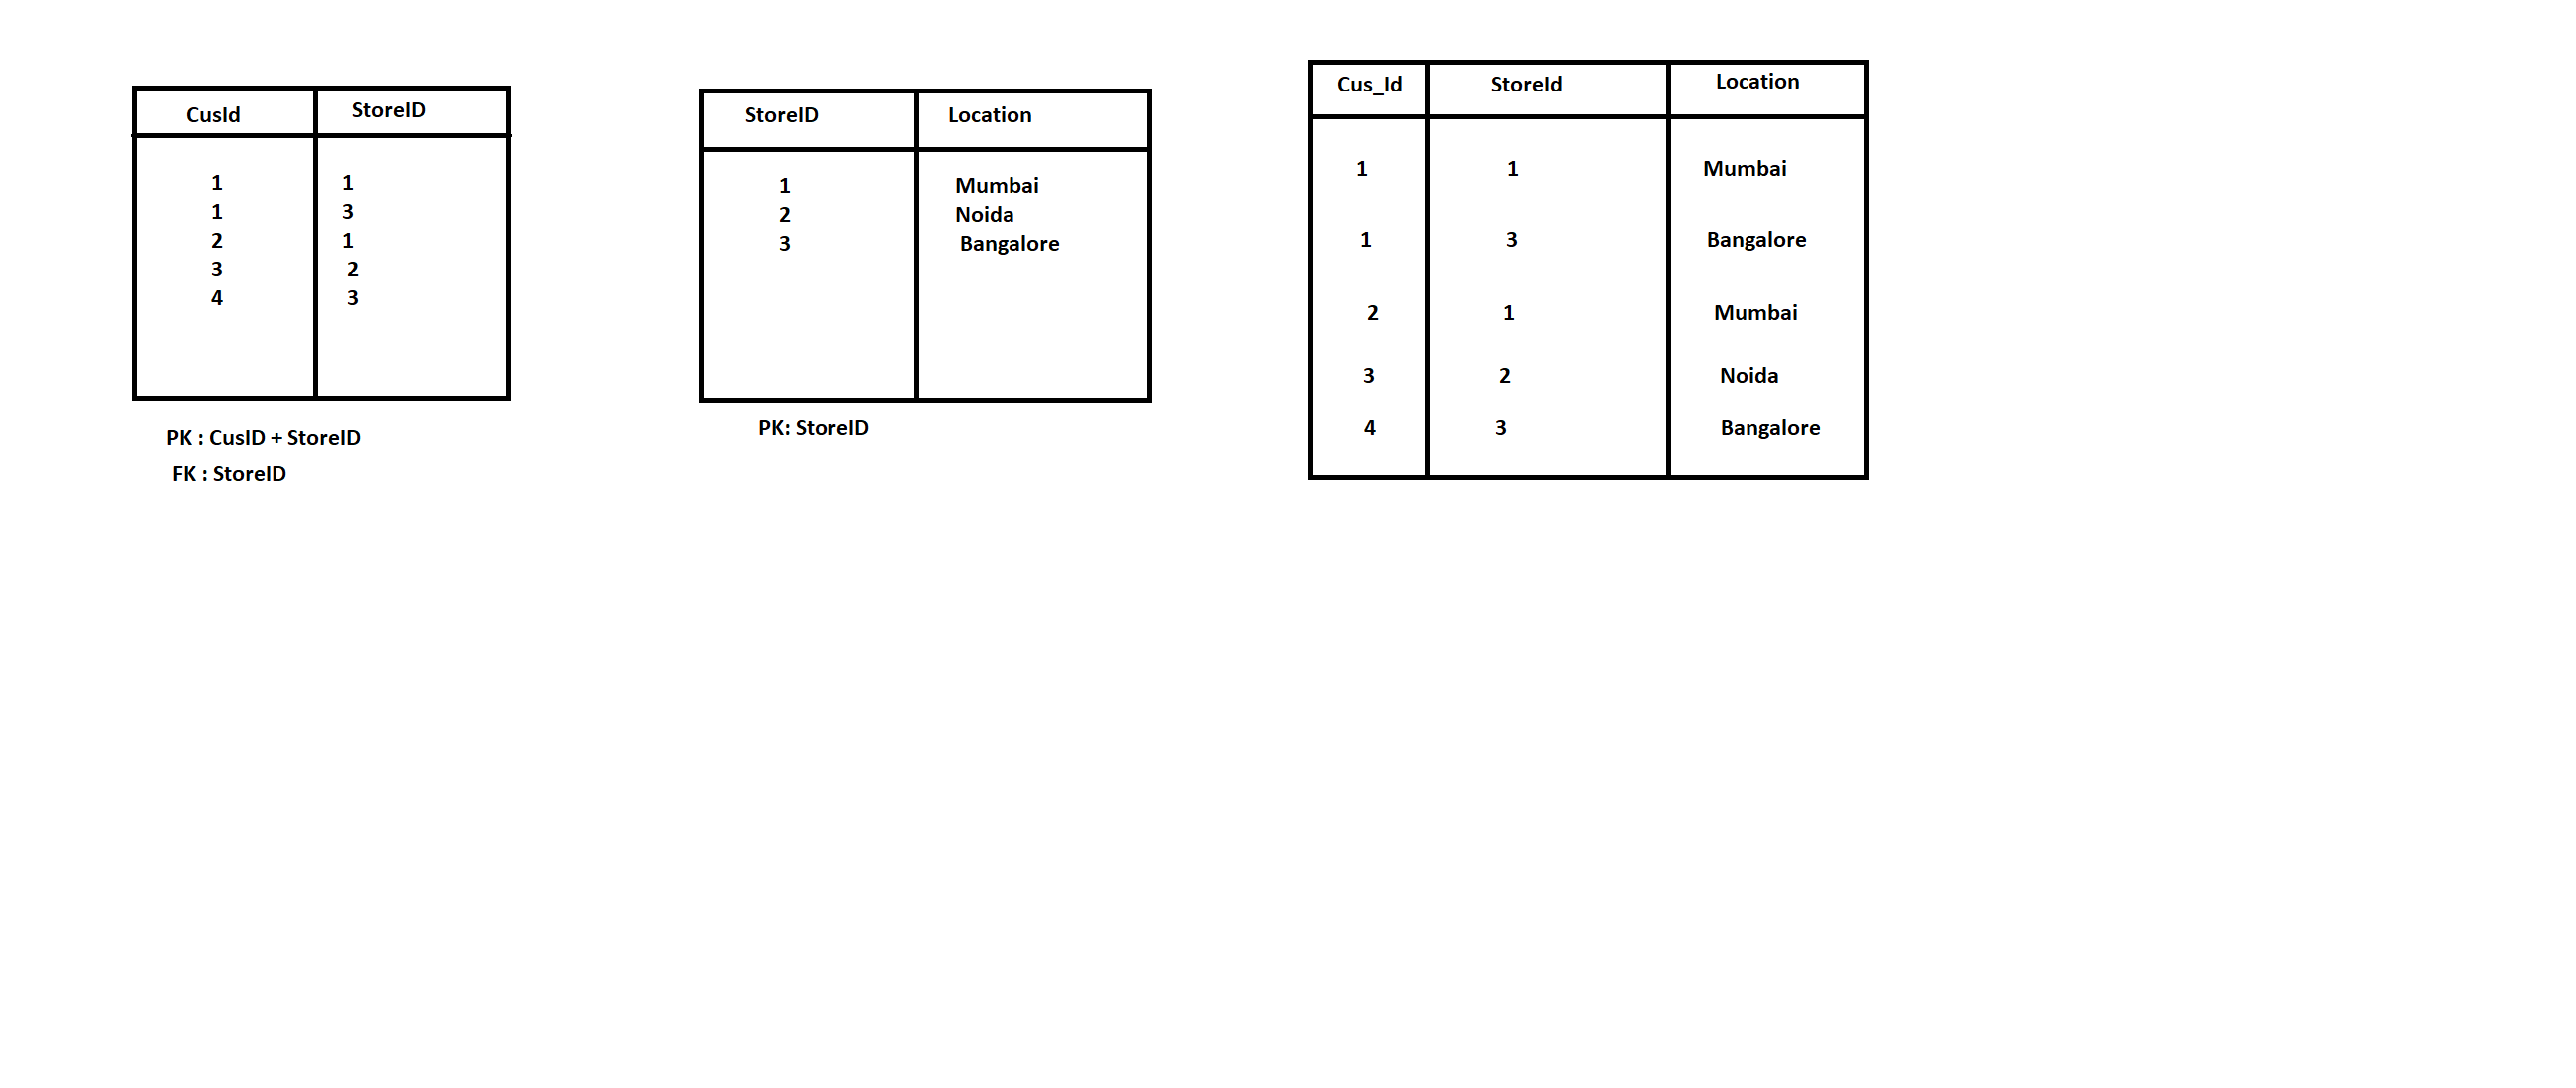 CusId StoreID
1 1
1 3
2 1
3 2
4 3
PK : CusID + StoreID
FK : StoreID
StoreID Location
1 Mumbai
2 Noida
3 Bangalore
PK: StoreID
Cus_Id StoreId Location
1 1 Mumbai
1 3 Bangalore
2 1 Mumbai
3 2 Noida
4 3 Bangalore